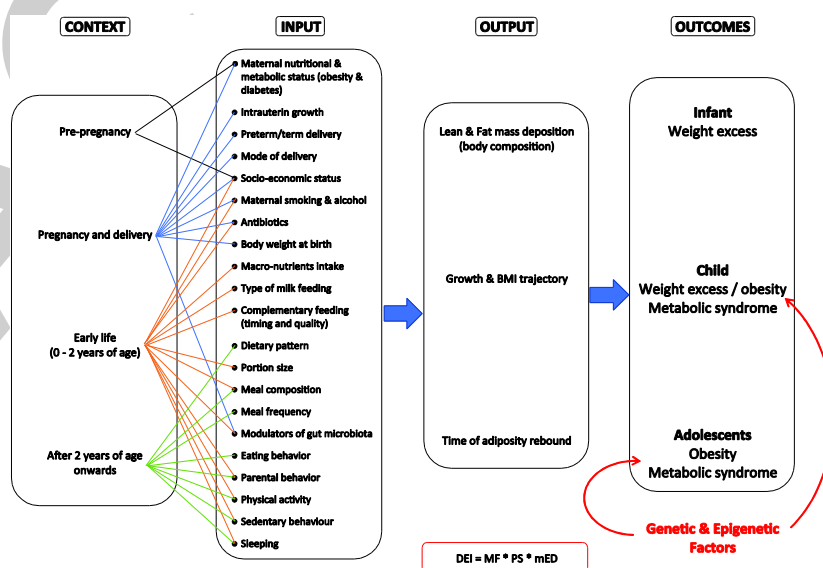 CONTEXT
INPUT
OUTPUT
OUTCOMES
Pre-pregnancy
Pregnancy and delivery
Early life
(0 - 2 years of age)
After 2 years of age
onwards
Maternal nutritional &
metabolic status (obesity &
diabetes)
Intrauterin growth
Preterm/term delivery
Mode of delivery
Socio-economic status
Maternal smoking & alcohol
Antibiotics
Body weight at birth
Macro-nutrients intake
Type of milk feeding
Complementary feeding
(timing and quality)
Dietary pattern
Portion size
Meal composition
Meal frequency
Modulators of gut microbiota
Eating behavior
Parental behavior
Physical activity
Sedentary behaviour
Sleeping
Lean & Fat mass deposition
(body composition)
Growth & BMI trajectory
Time of adiposity rebound
Infant
Weight excess
Child
Weight excess / obesity
Metabolic syndrome
Adolescents
Obesity
Metabolic syndrome
Genetic & Epigenetic
Factors
DEI = MF * PS * mED